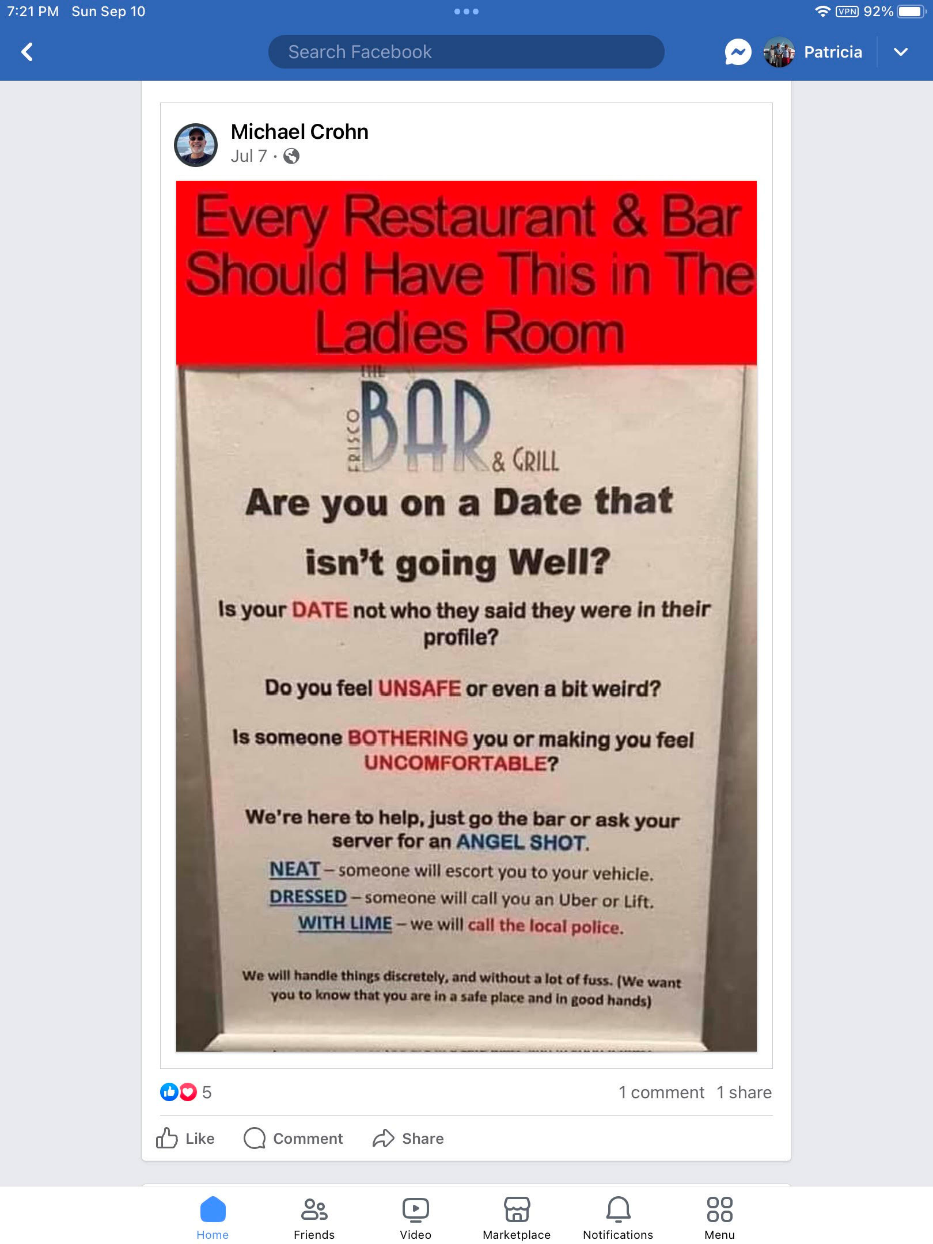 7:21 PM Sun Sep 10
VPN 92%
Search Facebook
Patricia
Michael Crohn
Jul 7 ·
Every Restaurant & Bar
Should Have This in The
Ladies Room
THE
FRISCO
BAR
& GRILL
Are you on a Date that
isn't going Well?
Is your DATE not who they said they were in their
profile?
Do you feel UNSAFE or even a bit weird?
Is someone BOTHERING you or making you feel
UNCOMFORTABLE?
We're here to help, just go the bar or ask your
server for an ANGEL SHOT.
NEAT – someone will escort you to your vehicle.
DRESSED – someone will call you an Uber or Lift.
WITH LIME – we will call the local police.
We will handle things discretely, and without a lot of fuss. (We want
you to know that you are in a safe place and in good hands)
5
1 comment 1 share
Like Comment Share
Home Friends Video Marketplace Notifications Menu